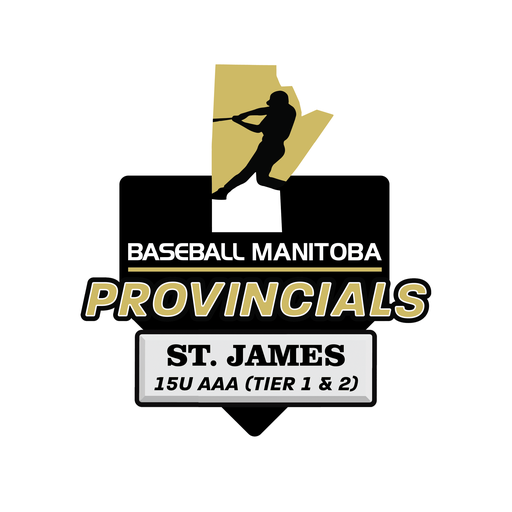 BASEBALL MANITOBA
PROVINCIALS
ST. JAMES
15U AAA (TIER 1 & 2)